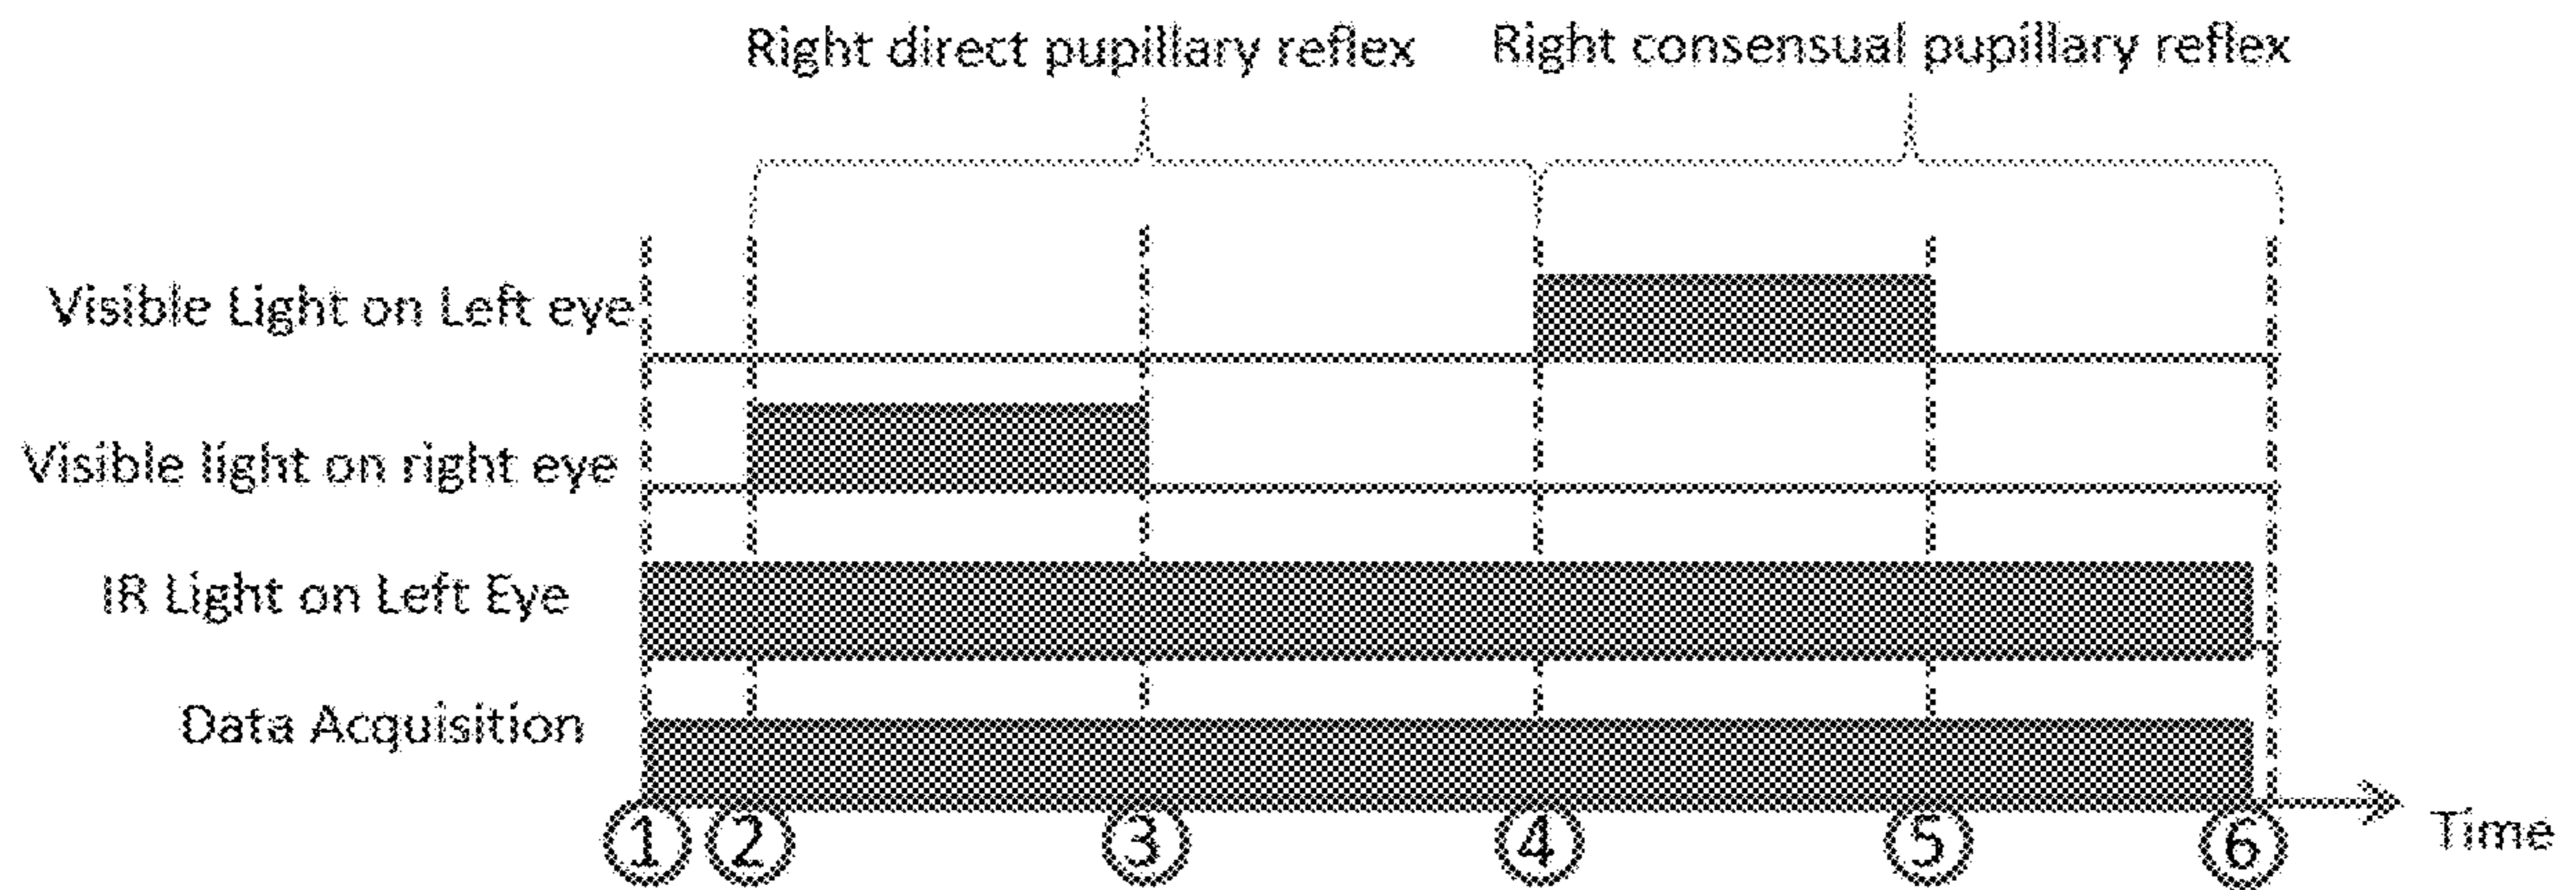 Right direct pupillary reflex
Right consensual pupillary reflex
Visible Light on Left eye
Visible light on right eye
IR Light on Left Eye
Data Acquisition
1
2
3
4
5
6
Time